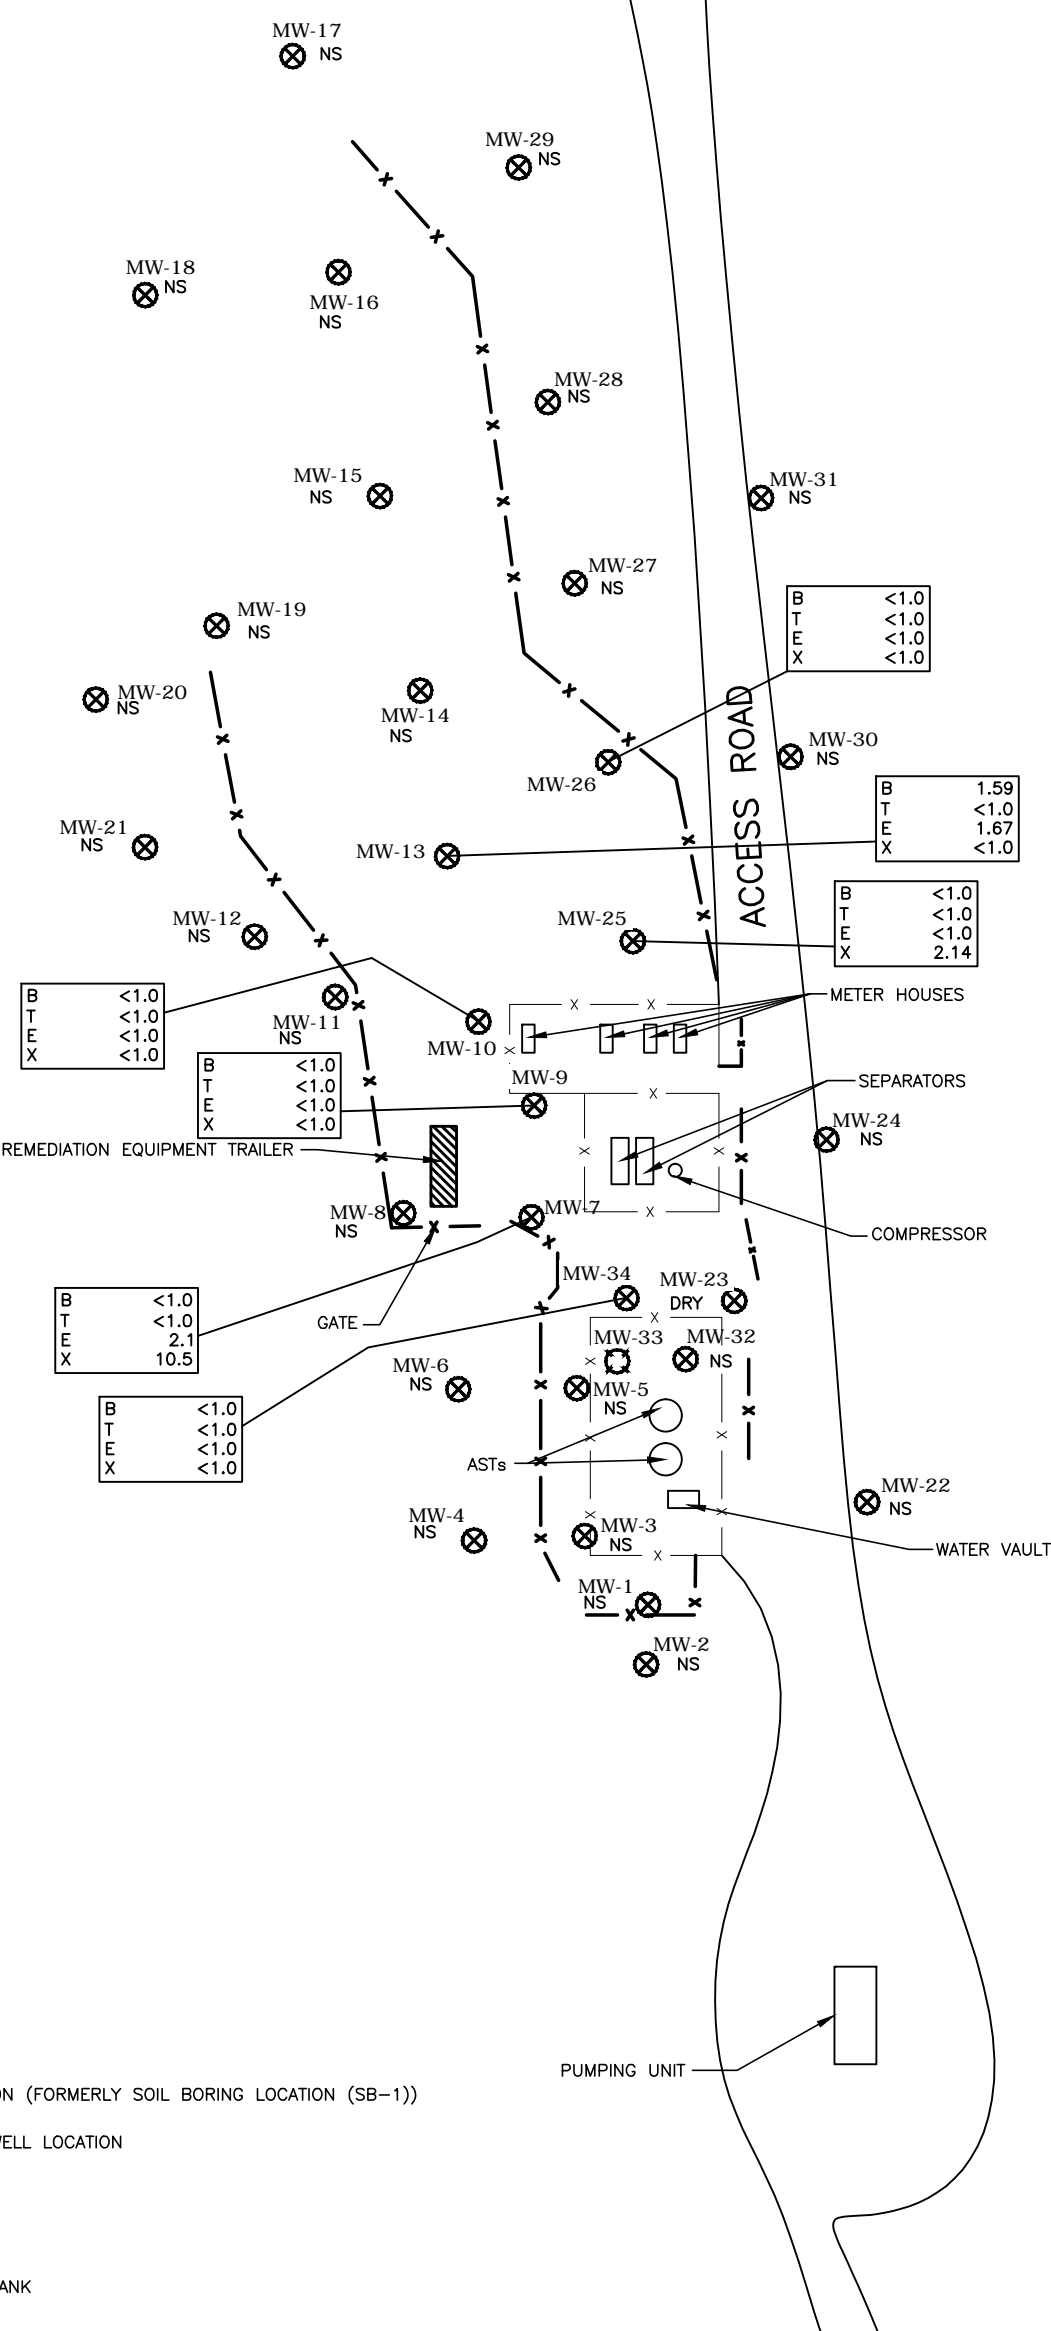 MW-17
NS
MW-29
NS
MW-18
NS
MW-16
NS
MW-28
NS
MW-15
NS
MW-31
NS
MW-27
NS
B <1.0
T <1.0
E <1.0
X <1.0
MW-19
NS
MW-20
NS
MW-14
NS
ACCESS ROAD
MW-30
NS
MW-26
B 1.59
T <1.0
E 1.67
X <1.0
MW-21
NS
MW-13
B <1.0
T <1.0
E <1.0
X 2.14
MW-12
NS
MW-25
B <1.0
T <1.0
E <1.0
X <1.0
MW-11
NS
METER HOUSES
MW-10
B <1.0
T <1.0
E <1.0
X <1.0
MW-9
SEPARATORS
MW-24
NS
REMEDIATION EQUIPMENT TRAILER
MW-8
NS
MW-7
COMPRESSOR
MW-34
MW-23
DRY
B <1.0
T <1.0
E 2.1
X 10.5
GATE
MW-33
MW-32
NS
MW-6
NS
MW-5
NS
B <1.0
T <1.0
E <1.0
X <1.0
ASTs
MW-22
NS
MW-4
NS
MW-3
NS
WATER VAULT
MW-1
NS
MW-2
NS
PUMPING UNIT
ON (FORMERLY SOIL BORING LOCATION (SB-1))
WELL LOCATION
ANK